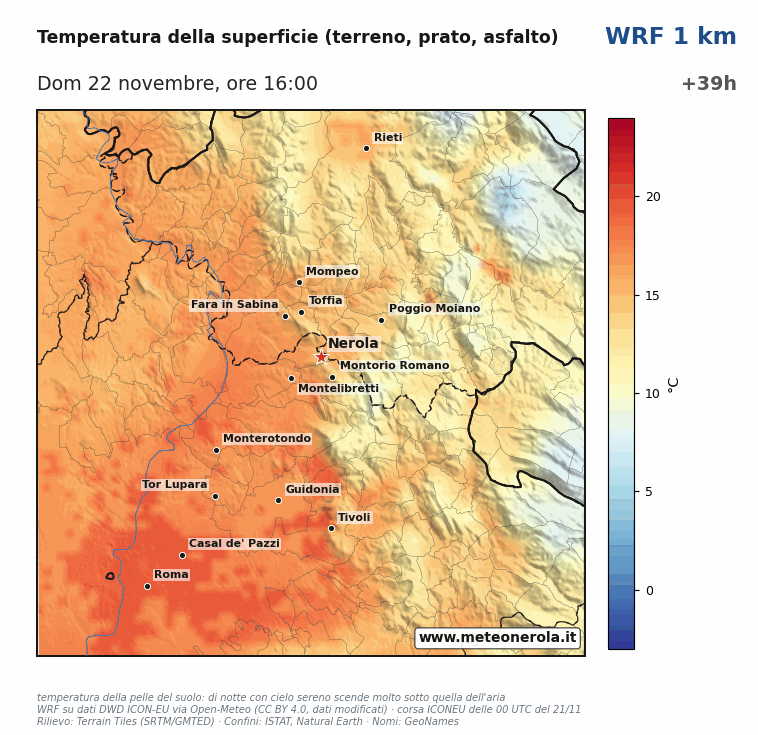 Temperatura della superficie (terreno, prato, asfalto)
WRF 1 km
Dom 22 novembre, ore 16:00
+39h
Rieti
Mompeo
Toffia
Fara in Sabina
Poggio Moiano
Nerola
Montorio Romano
Montelibretti
Monterotondo
Tor Lupara
Guidonia
Tivoli
Casal de' Pazzi
Roma
www.meteonerola.it
20
15
10
5
0
°C
temperatura della pelle del suolo: di notte con cielo sereno scende molto sotto quella dell'aria
WRF su dati DWD ICON-EU via Open-Meteo (CC BY 4.0, dati modificati) · corsa ICONEU delle 00 UTC del 21/11
Rilievo: Terrain Tiles (SRTM/GMTED) · Confini: ISTAT, Natural Earth · Nomi: GeoNames